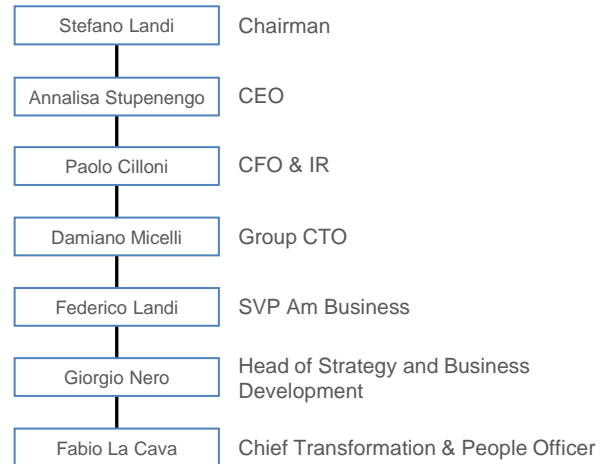 Stefano Landi Chairman
Annalisa Stupenengo CEO
Paolo Cilloni CFO & IR
Damiano Micelli Group CTO
Federico Landi SVP Am Business
Giorgio Nero Head of Strategy and Business
Development
Fabio La Cava Chief Transformation & People Officer